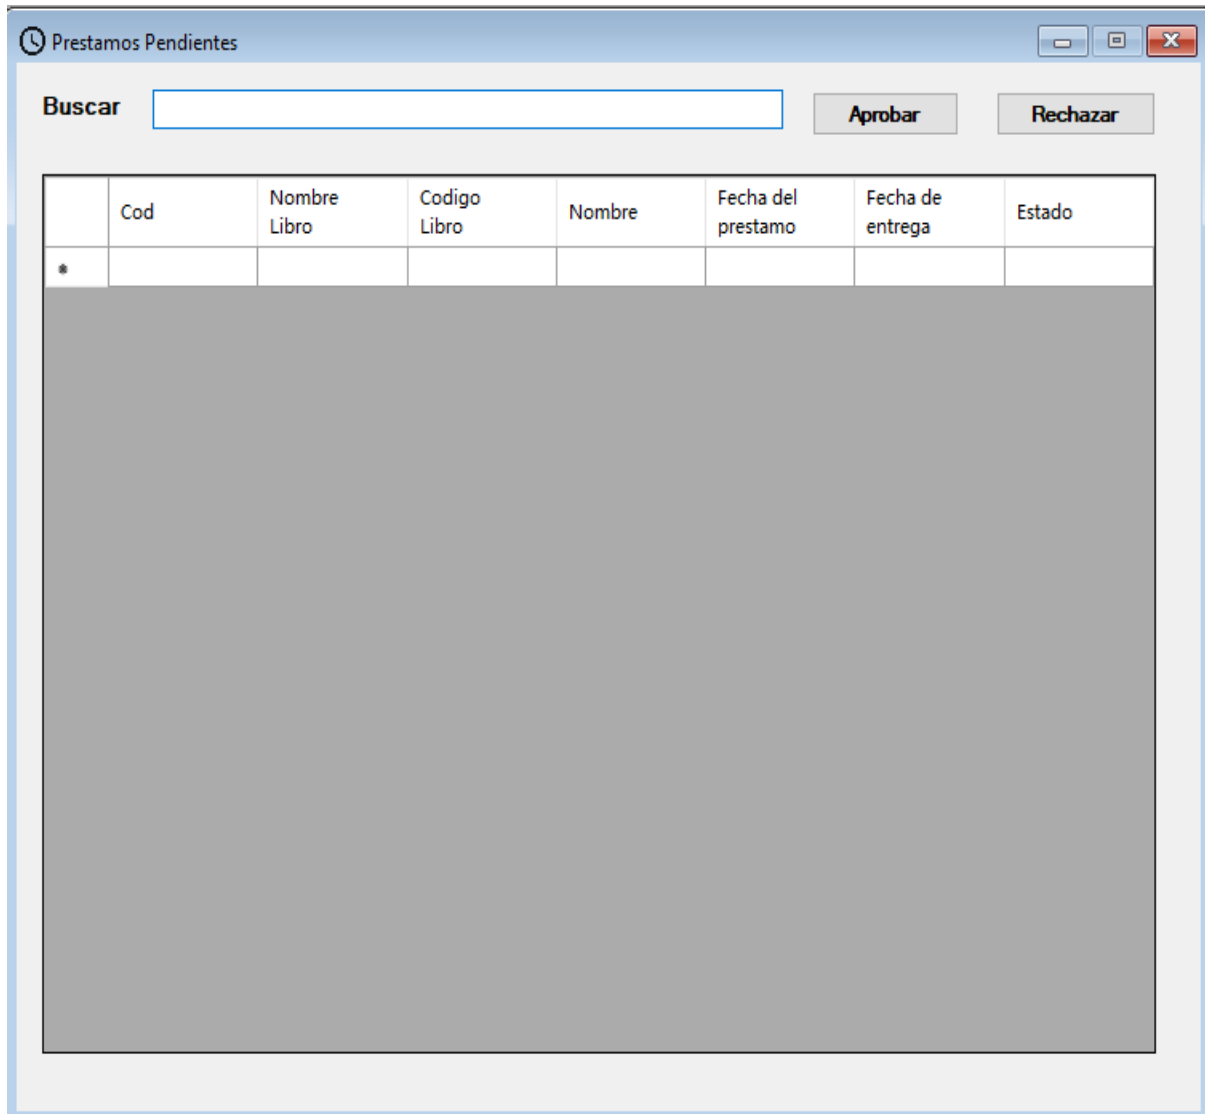 Prestamos Pendientes
Buscar
Aprobar
Rechazar
Cod
Nombre
Libro
Codigo
Libro
Nombre
Fecha del
prestamo
Fecha de
entrega
Estado